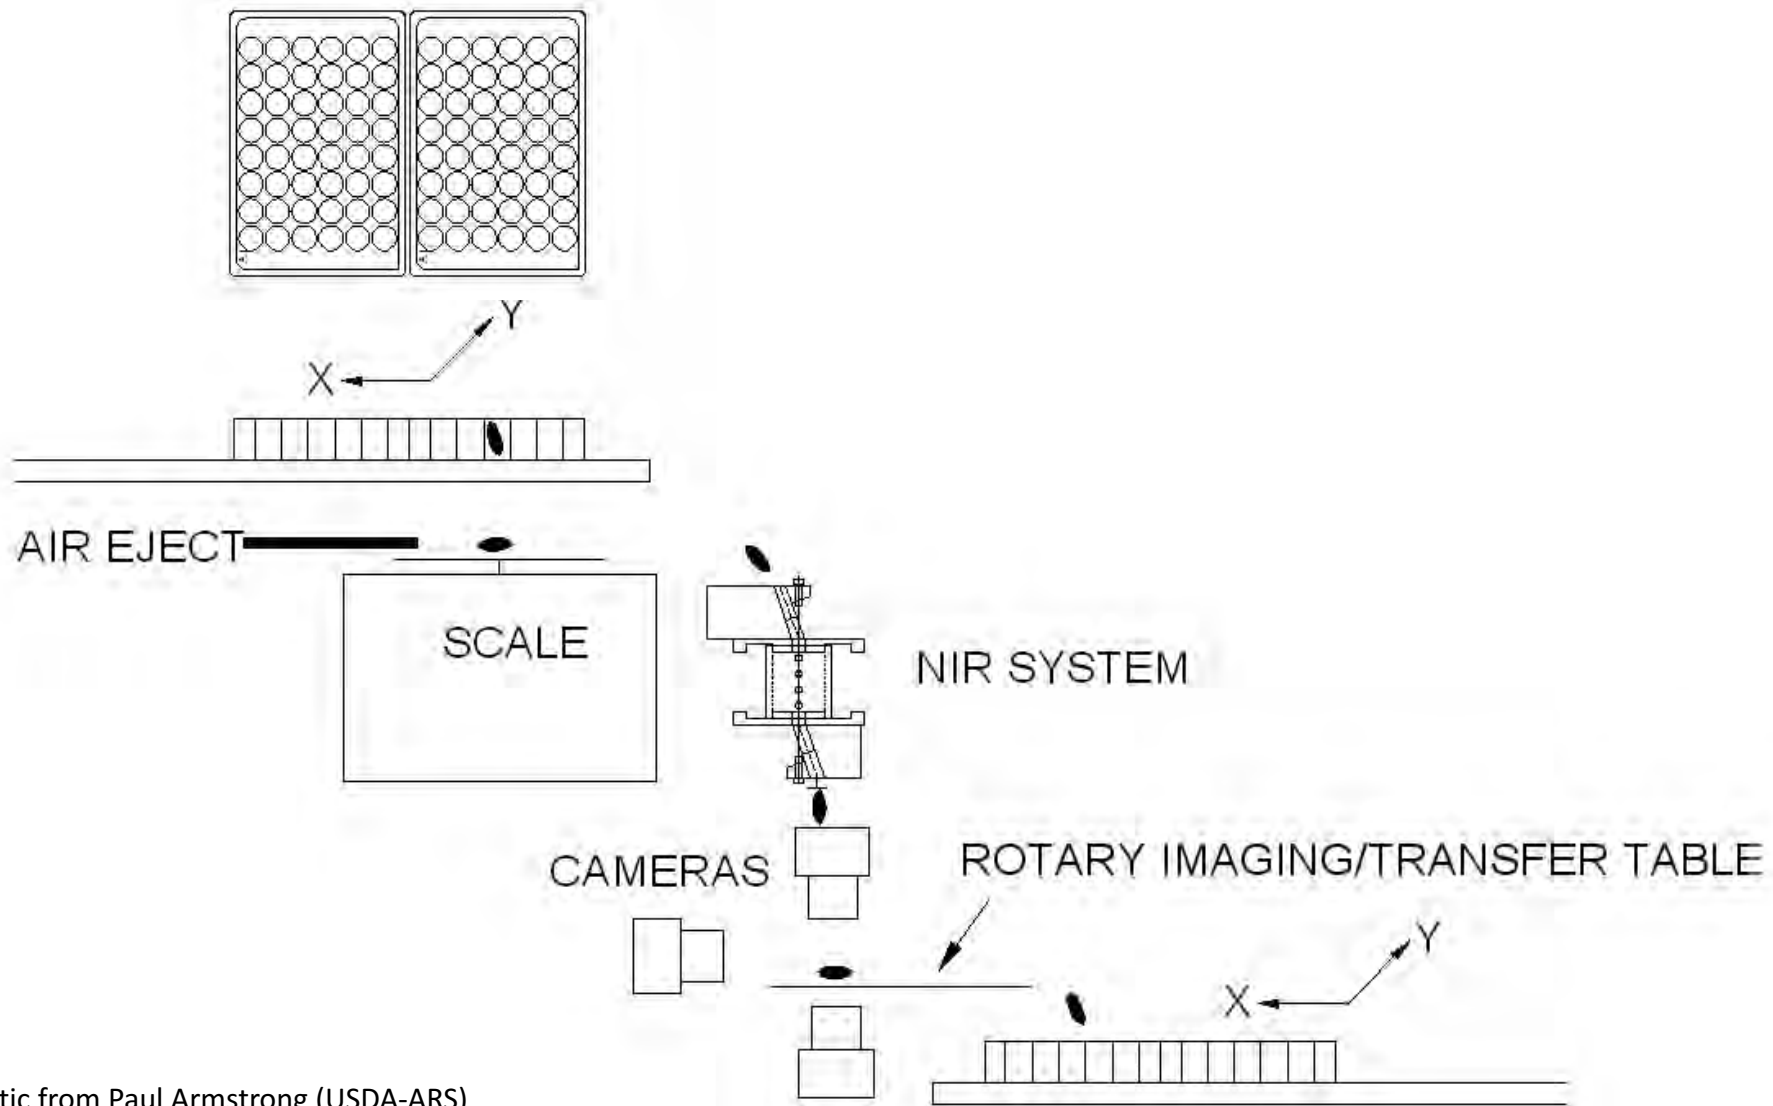 Y
X
AIR EJECT
SCALE
NIR SYSTEM
CAMERAS
ROTARY IMAGING/TRANSFER TABLE
Y
X
tic from Paul Armstrong (USDA-ARS)